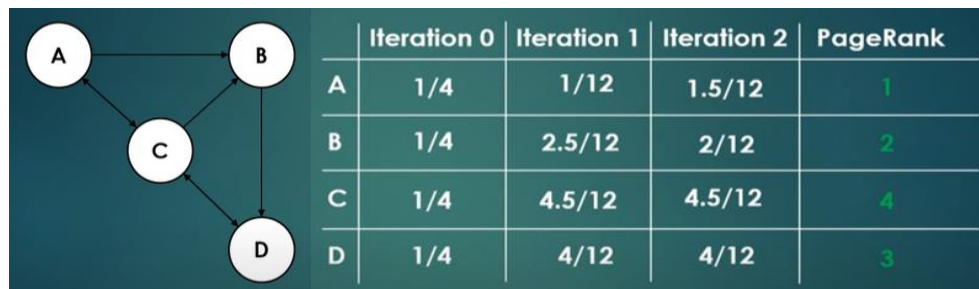 A
B
C
D
Iteration 0 Iteration 1 Iteration 2 PageRank
A 1/4 1/12 1.5/12 1
B 1/4 2.5/12 2/12 2
C 1/4 4.5/12 4.5/12 4
D 1/4 4/12 4/12 3